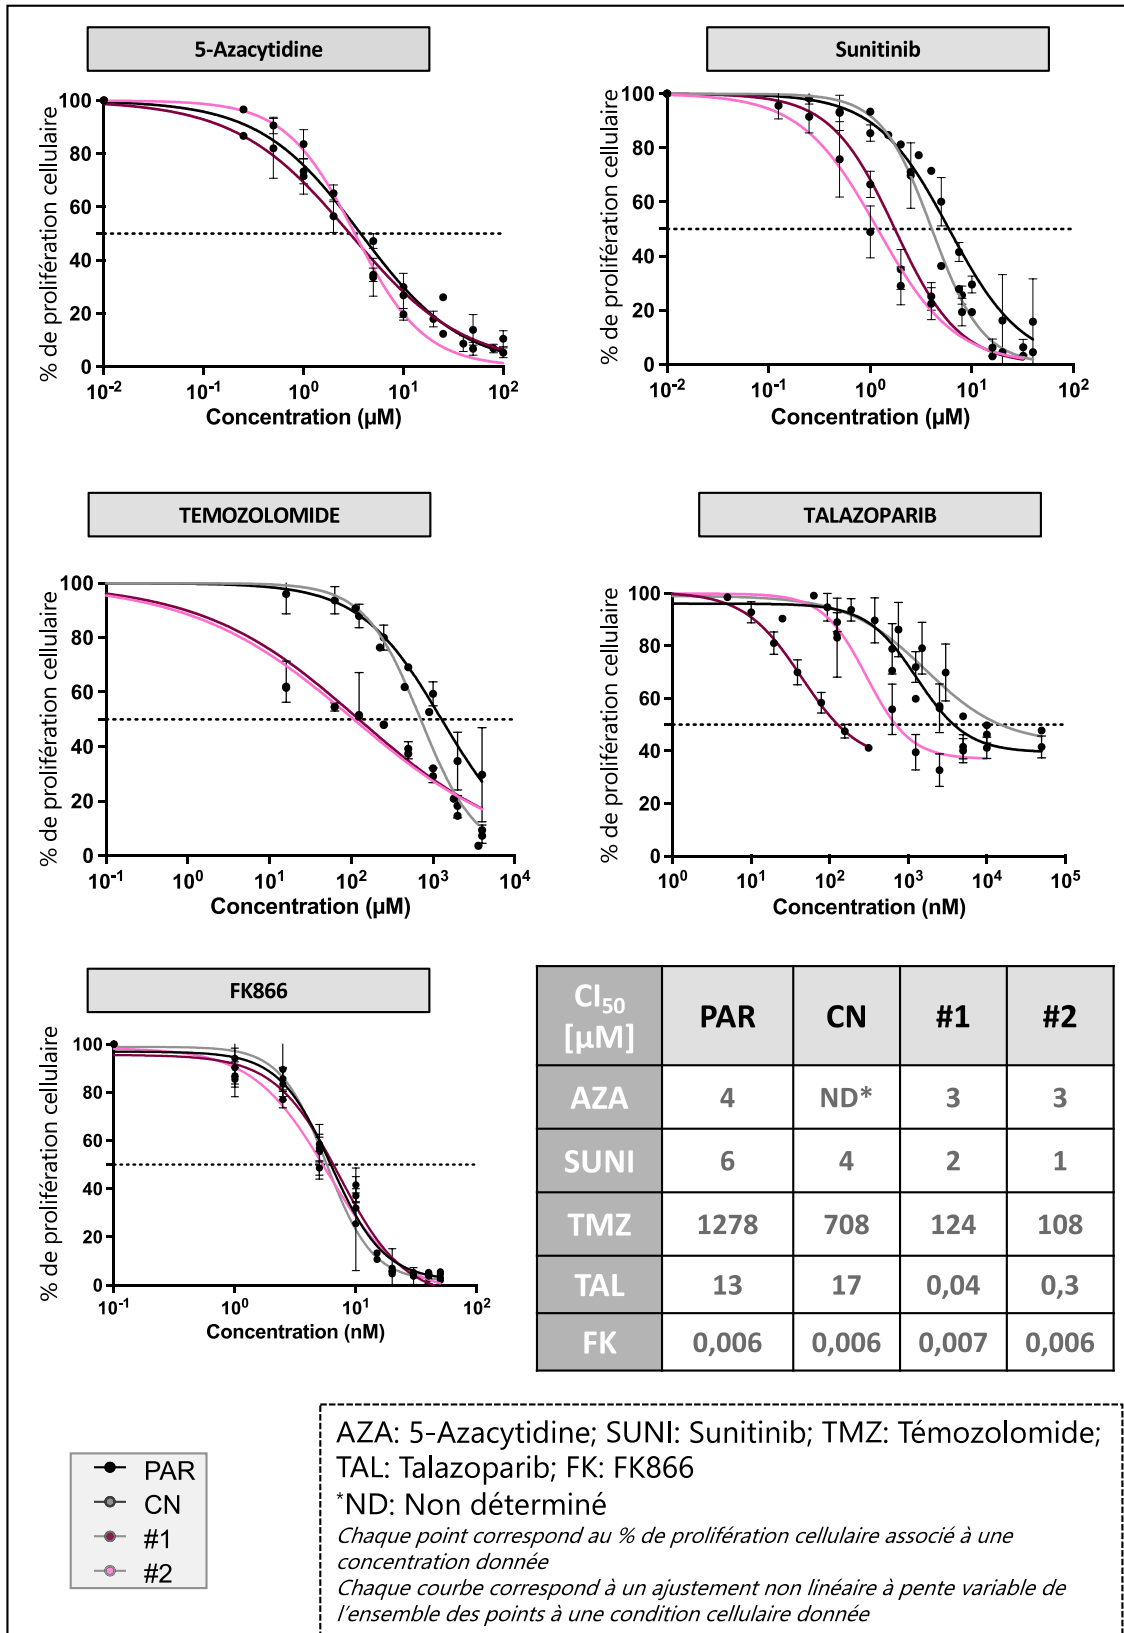 5-Azacytidine
% de prolifération cellulaire
100
80
60
40
20
0
10-2
10-1
100
101
102
Concentration (µM)
Sunitinib
% de prolifération cellulaire
100
80
60
40
20
0
10-2
10-1
100
101
102
Concentration (µM)
TEMOZOLOMIDE
% de prolifération cellulaire
100
80
60
40
20
0
10-1
100
101
102
103
104
Concentration (µM)
TALAZOPARIB
% de prolifération cellulaire
100
80
60
40
20
0
100
101
102
103
104
105
Concentration (nM)
FK866
% de prolifération cellulaire
100
80
60
40
20
0
10-1
100
101
102
Concentration (nM)
CI50 [µM] PAR CN #1 #2
AZA 4 ND* 3 3
SUNI 6 4 2 1
TMZ 1278 708 124 108
TAL 13 17 0,04 0,3
FK 0,006 0,006 0,007 0,006
PAR
CN
#1
#2
AZA: 5-Azacytidine; SUNI: Sunitinib; TMZ: Témozolomide;
TAL: Talazoparib; FK: FK866
*ND: Non déterminé
Chaque point correspond au % de prolifération cellulaire associé à une
concentration donnée
Chaque courbe correspond à un ajustement non linéaire à pente variable de
l'ensemble des points à une condition cellulaire donnée